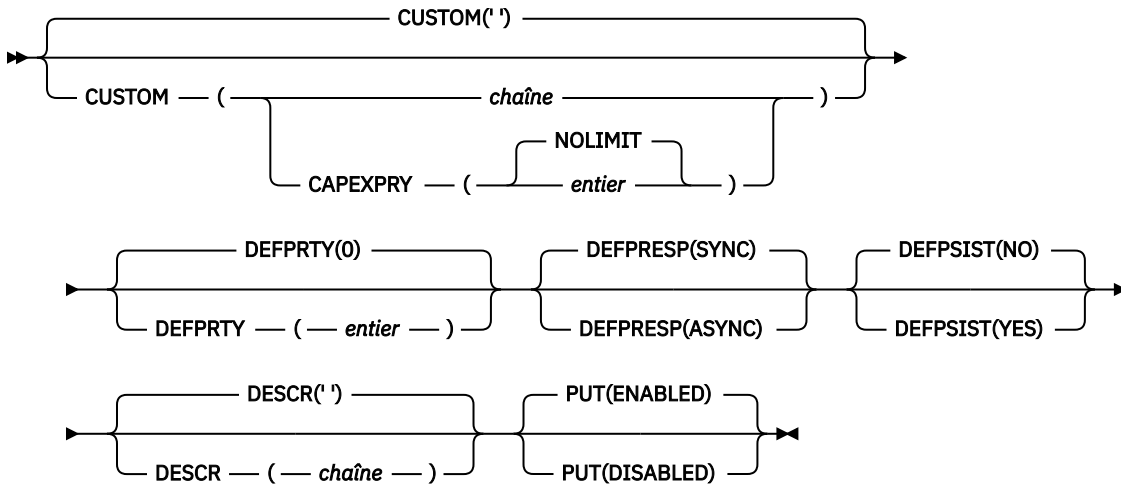 CUSTOM(' ')
CUSTOM ( chaîne )
NOLIMIT
CAPEXPRY ( entier )
DEFPRTY(0) DEFPRESP(SYNC) DEFPSIST(NO)
DEFPRTY ( entier ) DEFPRESP(ASYNC) DEFPSIST(YES)
DESCR(' ') PUT(ENABLED)
DESCR ( chaîne ) PUT(DISABLED)